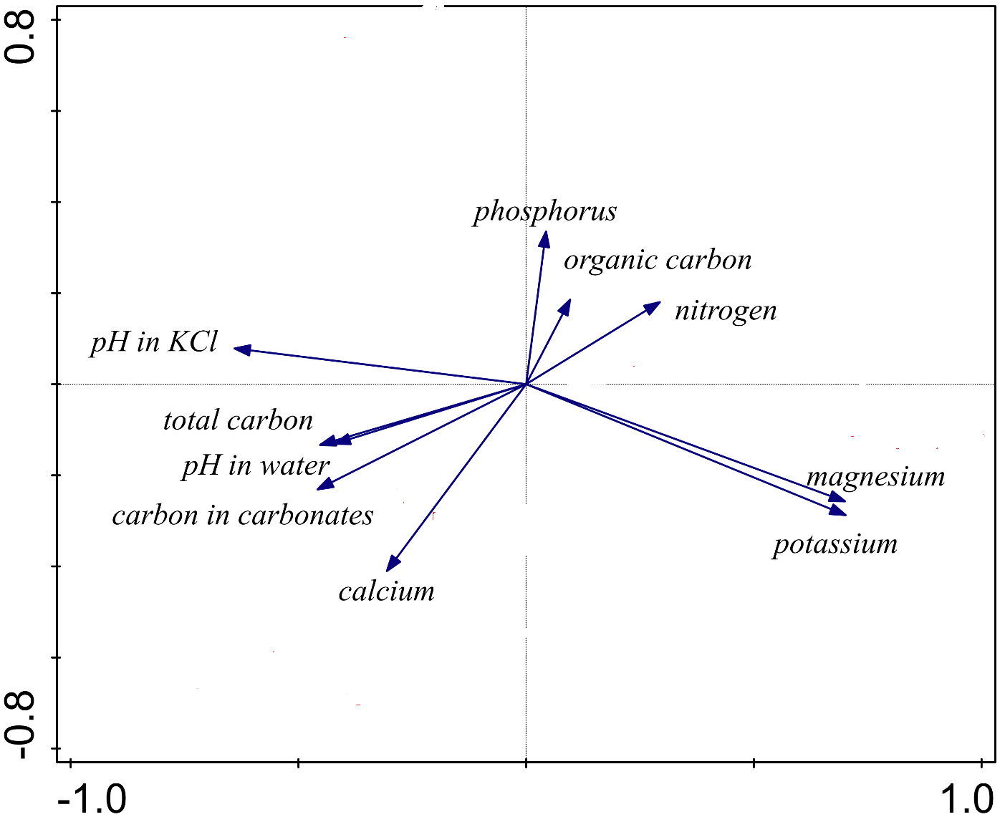 0.8
phosphorus
organic carbon
nitrogen
pH in KCl
total carbon
pH in water
magnesium
carbon in carbonates
potassium
calcium
-0.8
-1.0
1.0